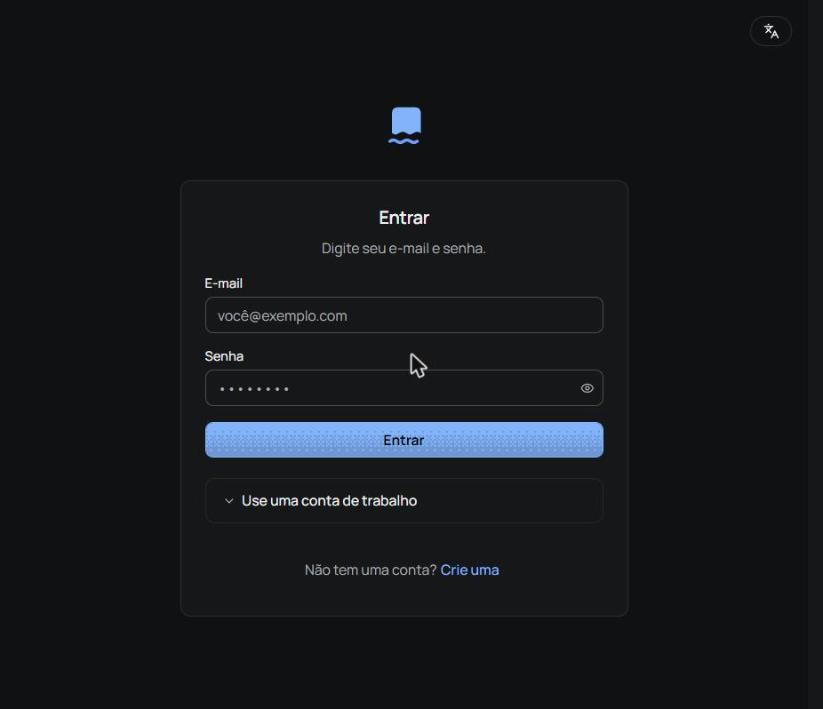 Entrar
Digite seu e-mail e senha.
E-mail
você@exemplo.com
Senha
••••••••
Entrar
Use uma conta de trabalho
Não tem uma conta? Crie uma